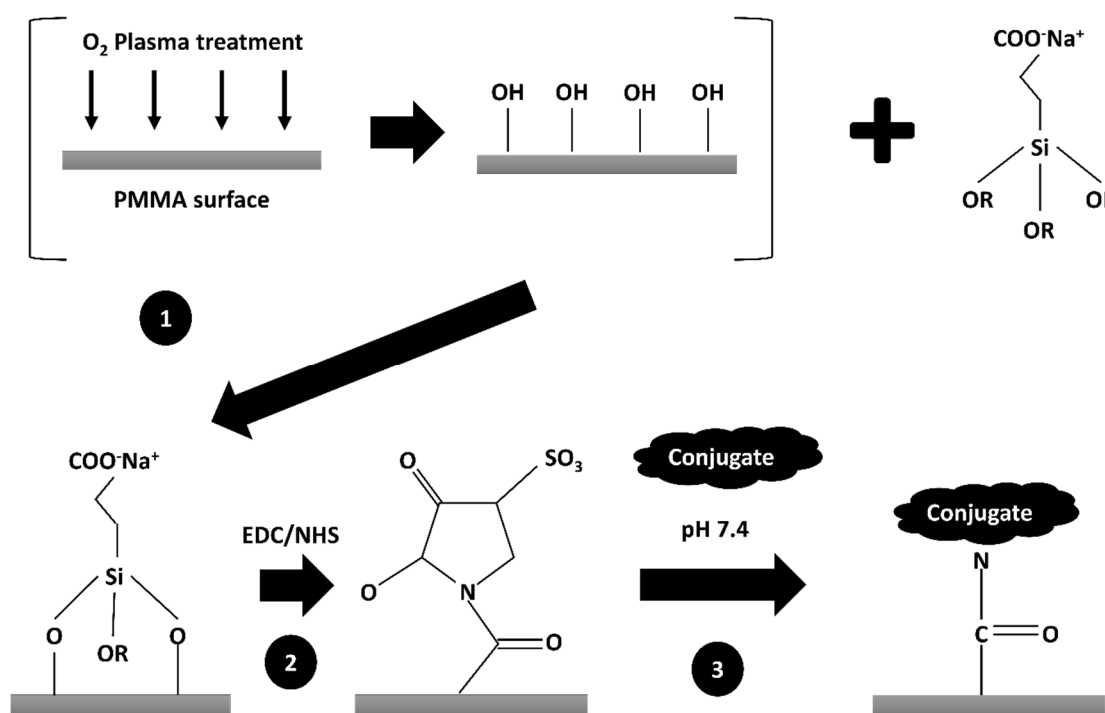 O₂ Plasma treatment
PMMA surface
OH OH OH OH
COO⁻Na⁺
Si
OR
OR
1
COO⁻Na⁺
Si
O
OR
O
EDC/NHS
2
O
SO₃
O
N
O
Conjugate
pH 7.4
3
Conjugate
N
C
O